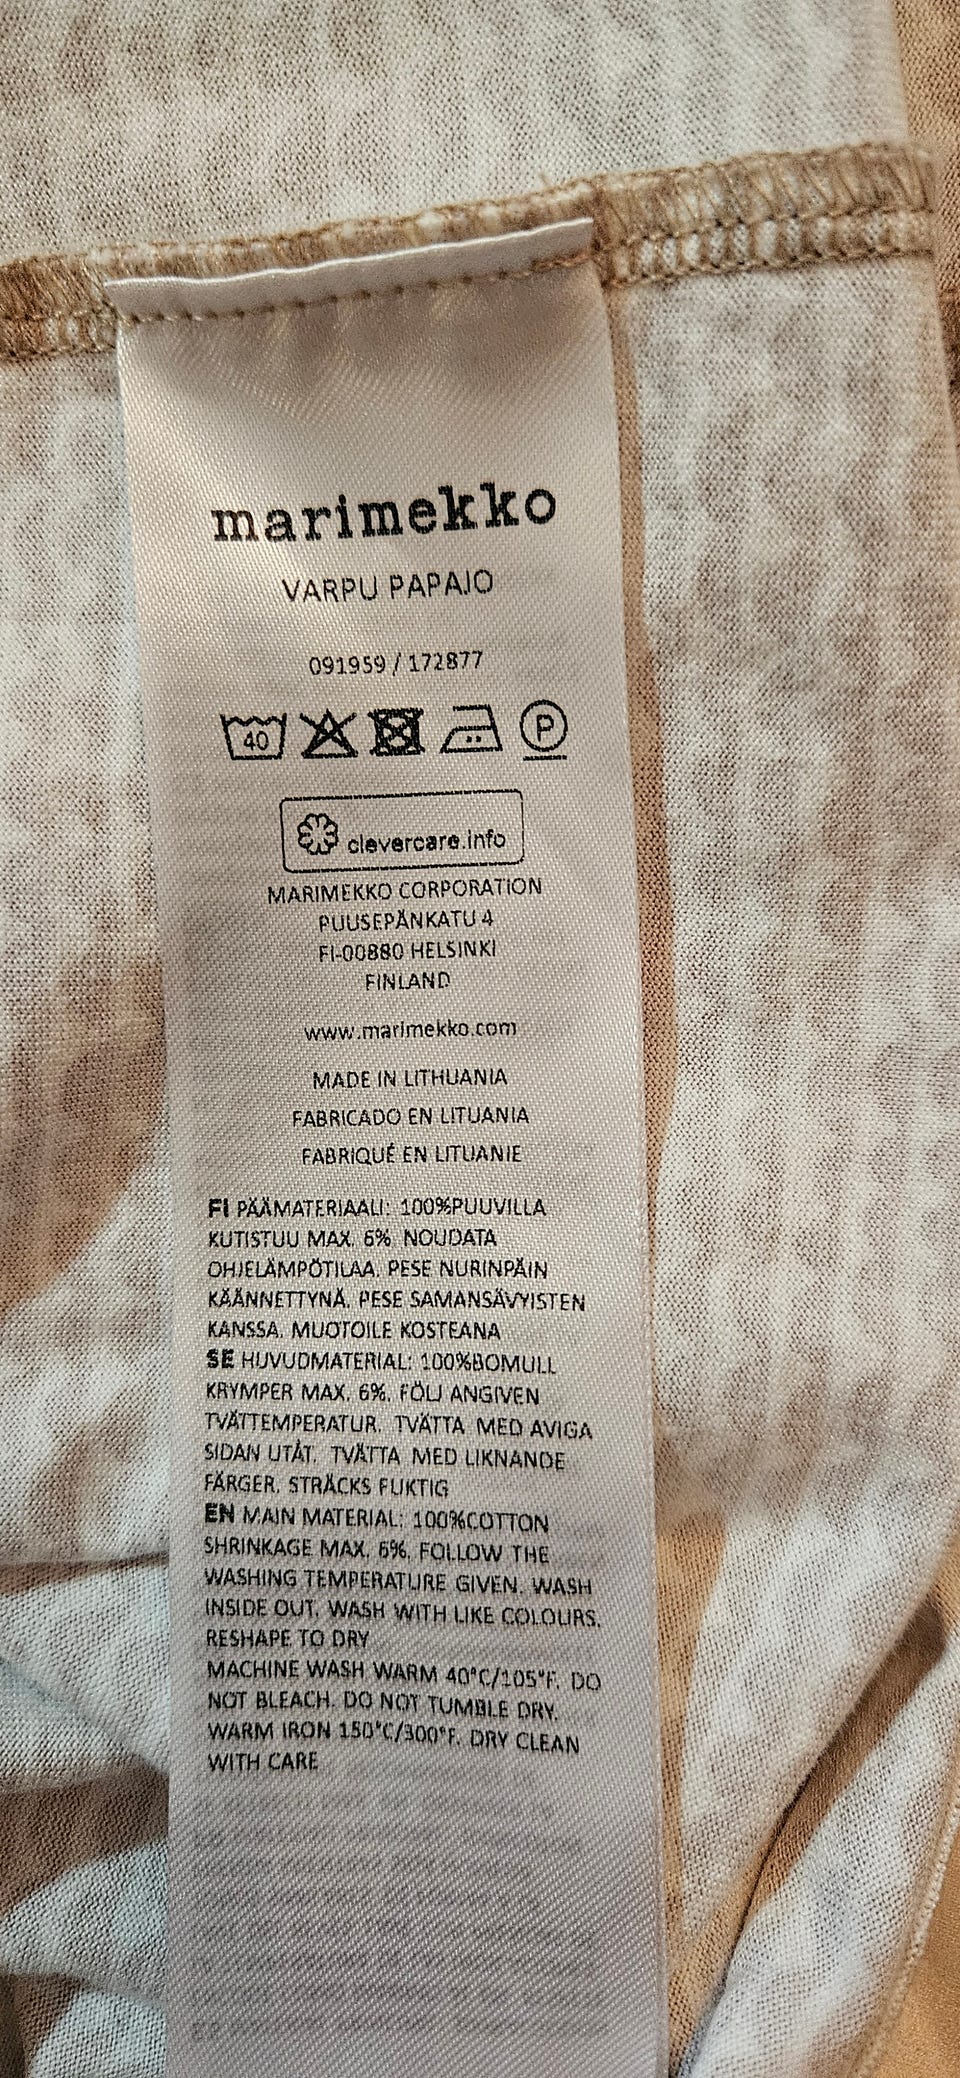 marimekko
VARPU PAPAJO
091959 / 172877
40 P
clevercare.info
MARIMEKKO CORPORATION
PUUSEPÄNKATU 4
FI-00880 HELSINKI
FINLAND
www.marimekko.com
MADE IN LITHUANIA
FABRICADO EN LITUANIA
FABRIQUÉ EN LITUANIE
FI PÄÄMATERIAALI: 100%PUUVILLA
KUTISTUU MAX. 6%. NOUDATA
OHJELÄMPÖTILAA. PESE NURINPÄIN
KÄÄNNETTYNÄ. PESE SAMANSÄVYISTEN
KANSSA. MUOTOILE KOSTEANA
SE HUVUDMATERIAL: 100%BOMULL
KRYMPER MAX. 6%. FÖLJ ANGIVEN
TVÄTTEMPERATUR. TVÄTTA MED AVIGA
SIDAN UTÅT. TVÄTTA MED LIKNANDE
FÄRGER. STRÄCKS FUKTIG
EN MAIN MATERIAL: 100%COTTON
SHRINKAGE MAX. 6%. FOLLOW THE
WASHING TEMPERATURE GIVEN. WASH
INSIDE OUT. WASH WITH LIKE COLOURS.
RESHAPE TO DRY
MACHINE WASH WARM 40°C/105°F. DO
NOT BLEACH. DO NOT TUMBLE DRY.
WARM IRON 150°C/300°F. DRY CLEAN
WITH CARE